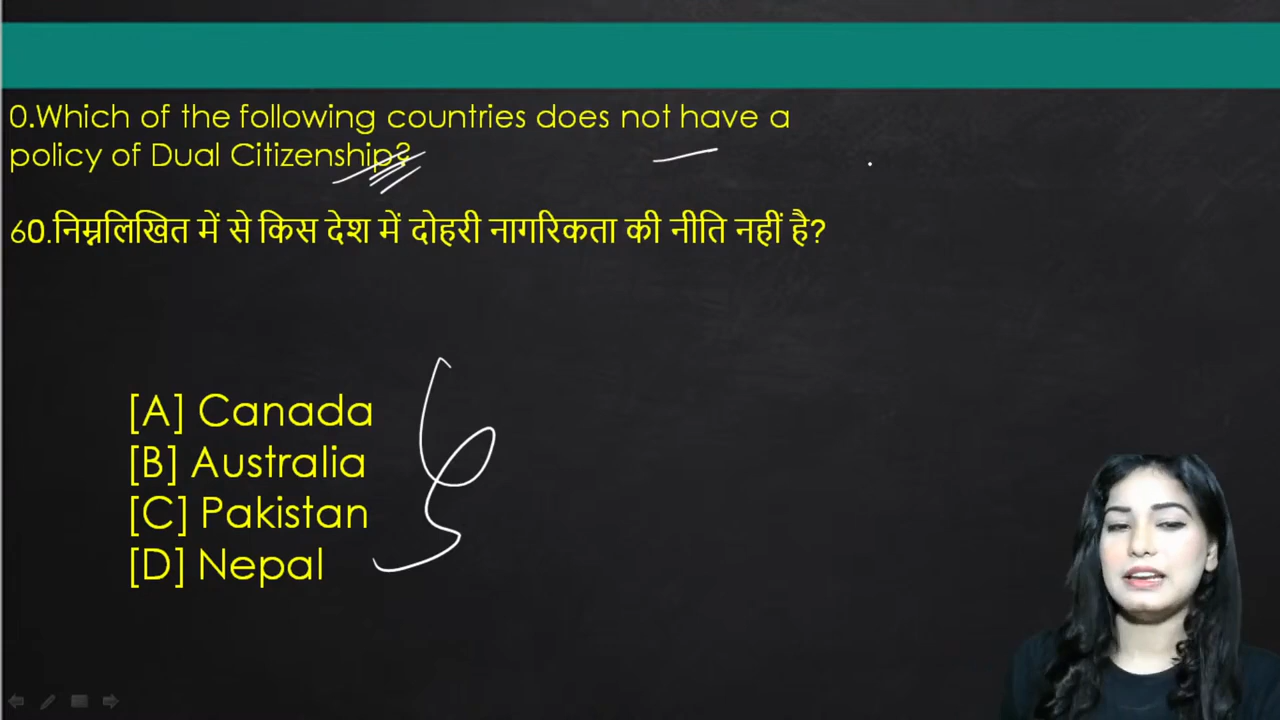 0.Which of the following countries does not have a
policy of Dual Citizenship?
60.निम्नलिखित में से किस देश में दोहरी नागरिकता की नीति नहीं है?
[A] Canada
[B] Australia
[C] Pakistan
[D] Nepal